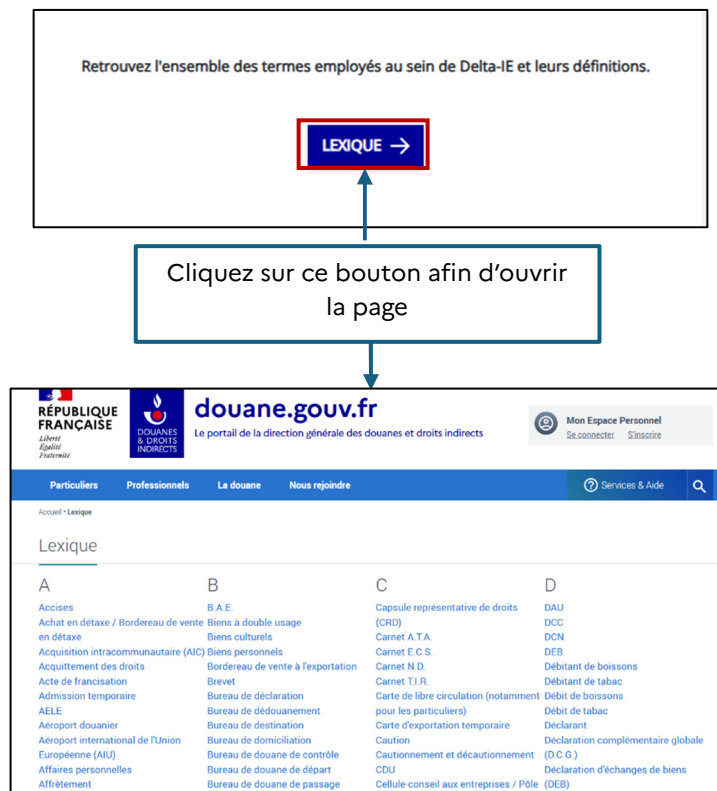 Retrouvez l'ensemble des termes employés au sein de Delta-IE et leurs définitions.
LEXIQUE →
Cliquez sur ce bouton afin d'ouvrir
la page
RÉPUBLIQUE
FRANÇAISE
Liberté
Égalité
Fraternité
DOUANES
& DROITS
INDIRECTS
douane.gouv.fr
Le portail de la direction générale des douanes et droits indirects
Mon Espace Personnel
Se connecter S'inscrire
Particuliers Professionnels La douane Nous rejoindre
Services & Aide
Accueil • Lexique
Lexique
A
Accises
Achat en détaxe / Bordereau de vente
en détaxe
Acquisition intracommunautaire (AIC)
Acquittement des droits
Acte de francisation
Admission temporaire
AELE
Aéroport douanier
Aéroport international de l'Union
Européenne (AIU)
Affaires personnelles
Affrètement
B
B.A.E.
Biens à double usage
Biens culturels
Biens personnels
Bordereau de vente à l'exportation
Brevet
Bureau de déclaration
Bureau de dédouanement
Bureau de destination
Bureau de domiciliation
Bureau de douane de contrôle
Bureau de douane de départ
Bureau de douane de passage
C
Capsule représentative de droits
(CRD)
Carnet A.T.A.
Carnet E.C.S.
Carnet N.D.
Carnet T.I.R.
Carte de libre circulation (notamment
pour les particuliers)
Carte d'exportation temporaire
Caution
Cautionnement et décautionnement
CDU
Cellule-conseil aux entreprises / Pôle
D
DAU
DCC
DCN
DEB
Débitant de boissons
Débitant de tabac
Débit de boissons
Débit de tabac
Déclarant
Déclaration complémentaire globale
(D.C.G.)
Déclaration d'échanges de biens
(DEB)